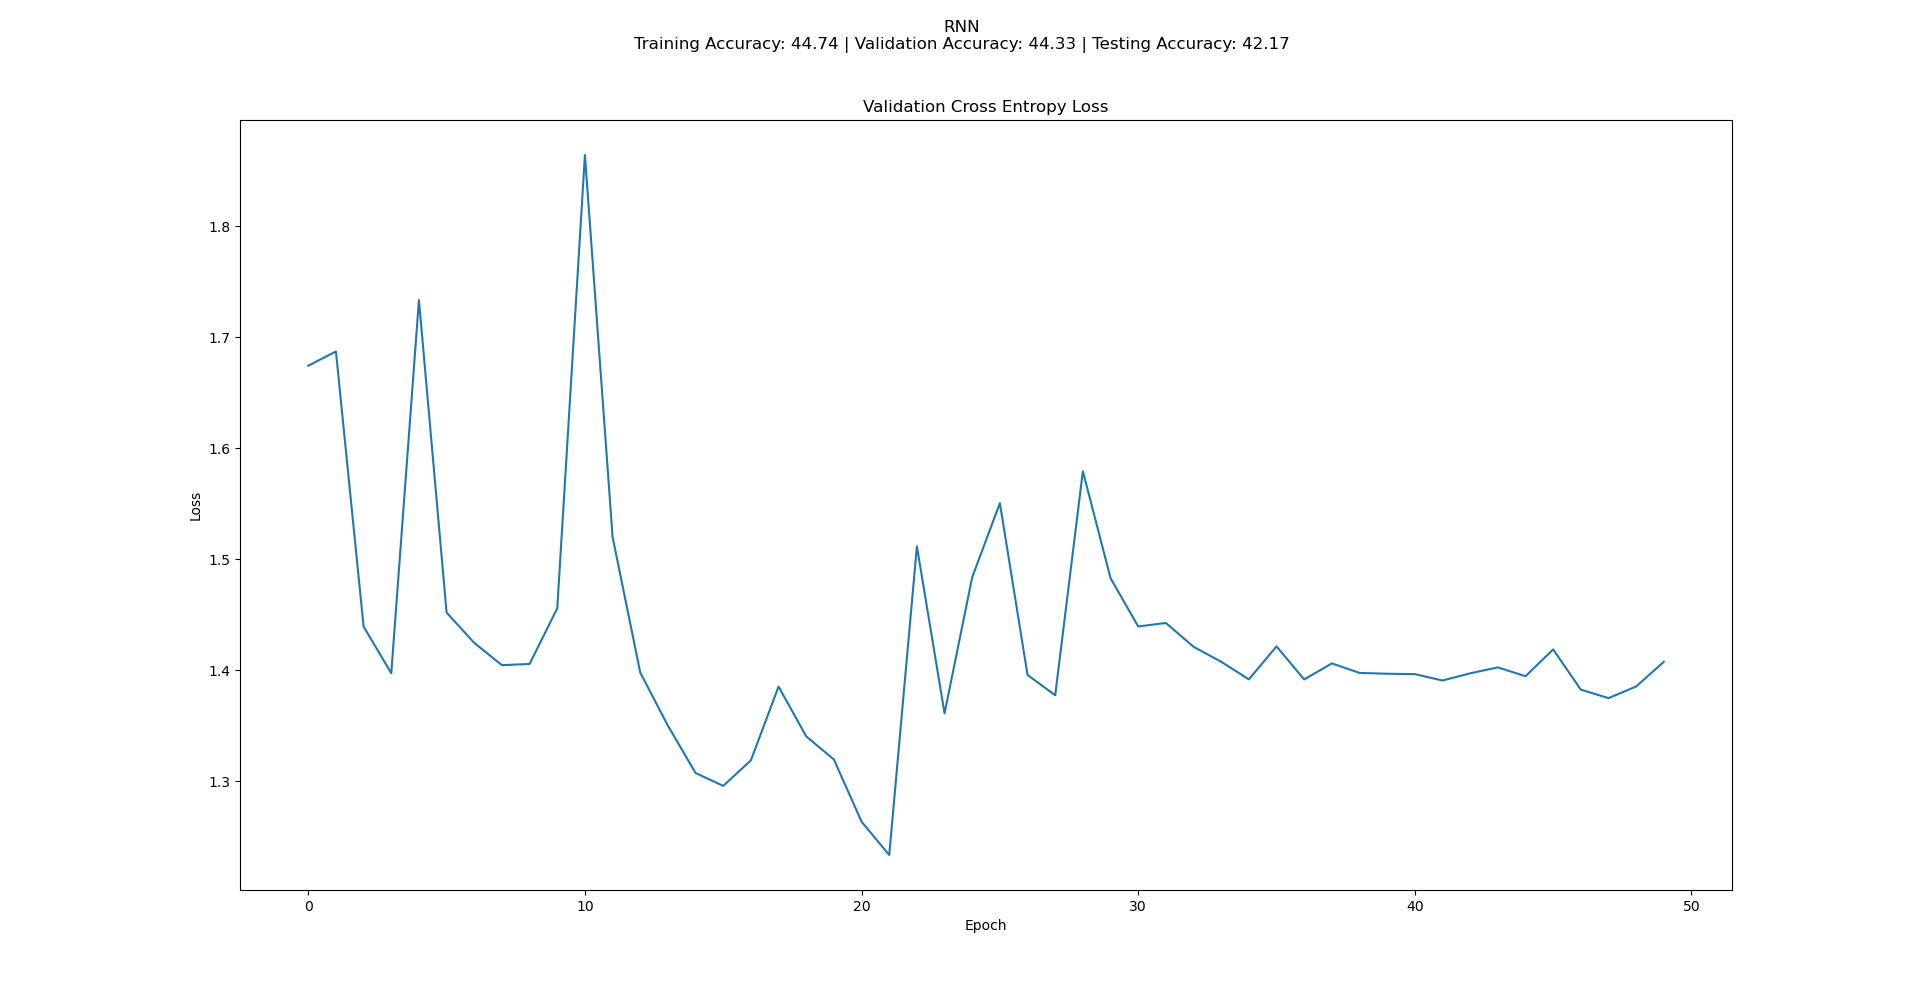 RNN
Training Accuracy: 44.74 | Validation Accuracy: 44.33 | Testing Accuracy: 42.17
Validation Cross Entropy Loss
1.8
1.7
1.6
1.5
1.4
1.3
Loss
0 10 20 30 40 50
Epoch